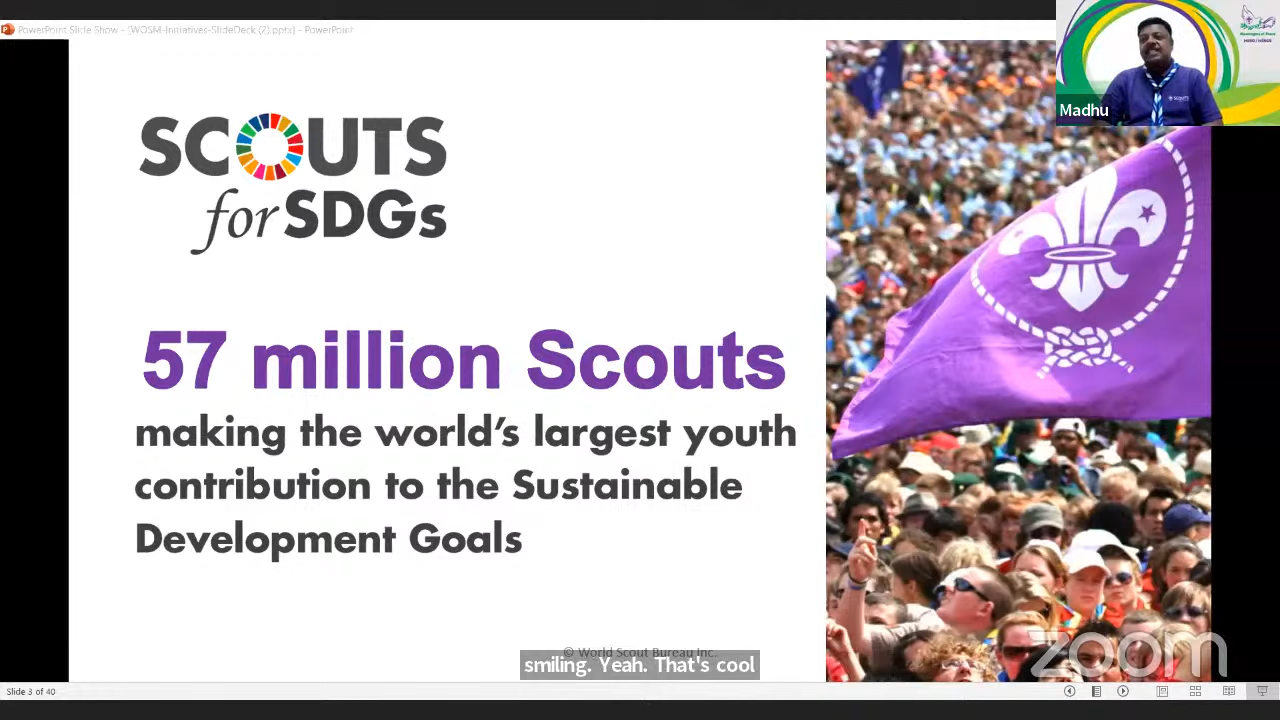 PowerPoint Slide Show - [WOSM-Initiatives-SlideDeck (2).pptx] - PowerPoint
Madhu
SCOUTS
for SDGs
57 million Scouts
making the world's largest youth
contribution to the Sustainable
Development Goals
© World Scout Bureau Inc.
smiling. Yeah. That's cool
zoom
Slide 3 of 40